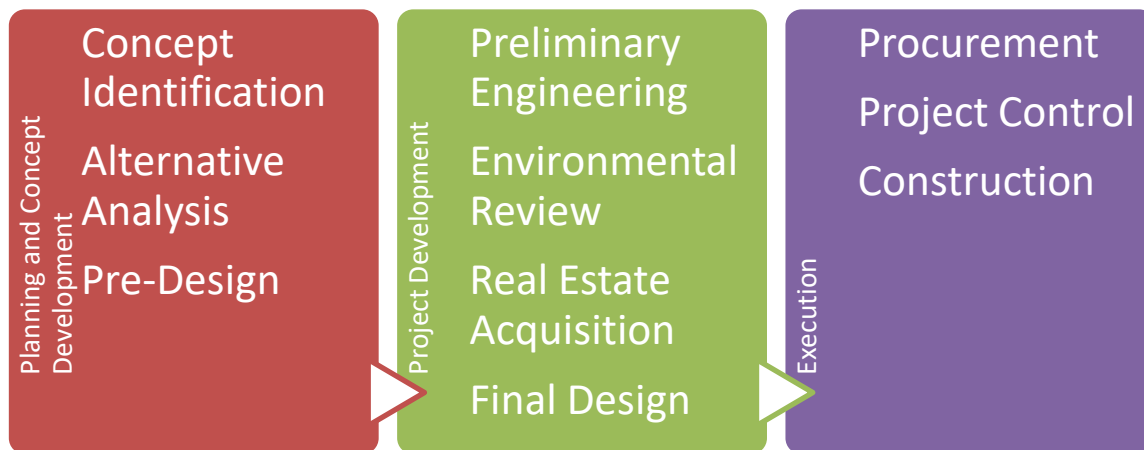 Planning and Concept
Development
Concept
Identification
Alternative
Analysis
Pre-Design
Project Development
Preliminary
Engineering
Environmental
Review
Real Estate
Acquisition
Final Design
Execution
Procurement
Project Control
Construction